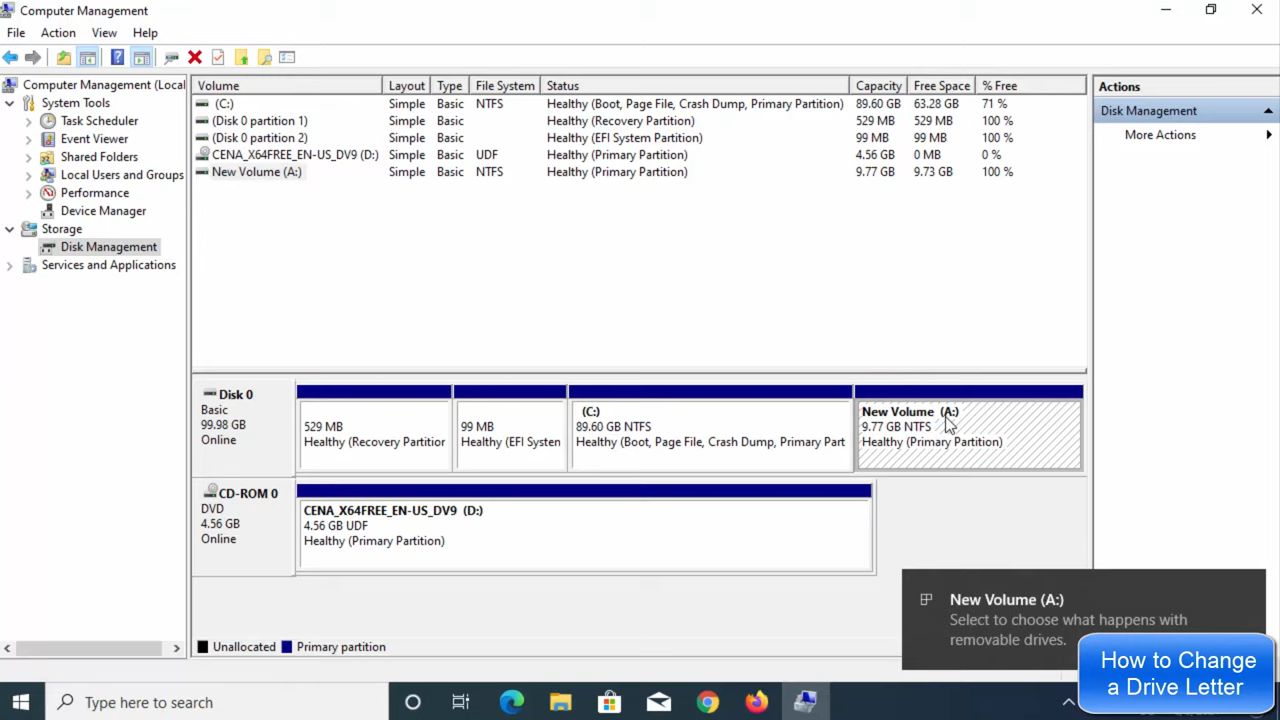 Computer Management
File Action View Help
Computer Management (Local
System Tools
Task Scheduler
Event Viewer
Shared Folders
Local Users and Groups
Performance
Device Manager
Storage
Disk Management
Services and Applications
Volume Layout Type File System Status Capacity Free Space % Free
(C:) Simple Basic NTFS Healthy (Boot, Page File, Crash Dump, Primary Partition) 89.60 GB 63.28 GB 71 %
(Disk 0 partition 1) Simple Basic Healthy (Recovery Partition) 529 MB 529 MB 100 %
(Disk 0 partition 2) Simple Basic Healthy (EFI System Partition) 99 MB 99 MB 100 %
CENA_X64FREE_EN-US_DV9 (D:) Simple Basic UDF Healthy (Primary Partition) 4.56 GB 0 MB 0 %
New Volume (A:) Simple Basic NTFS Healthy (Primary Partition) 9.77 GB 9.73 GB 100 %
Actions
Disk Management
More Actions
Disk 0
Basic
99.98 GB
Online
529 MB
Healthy (Recovery Partition
99 MB
Healthy (EFI System
(C:)
89.60 GB NTFS
Healthy (Boot, Page File, Crash Dump, Primary Part
New Volume (A:)
9.77 GB NTFS
Healthy (Primary Partition)
CD-ROM 0
DVD
4.56 GB
Online
CENA_X64FREE_EN-US_DV9 (D:)
4.56 GB UDF
Healthy (Primary Partition)
Unallocated Primary partition
New Volume (A:)
Select to choose what happens with
removable drives.
How to Change
a Drive Letter
Type here to search